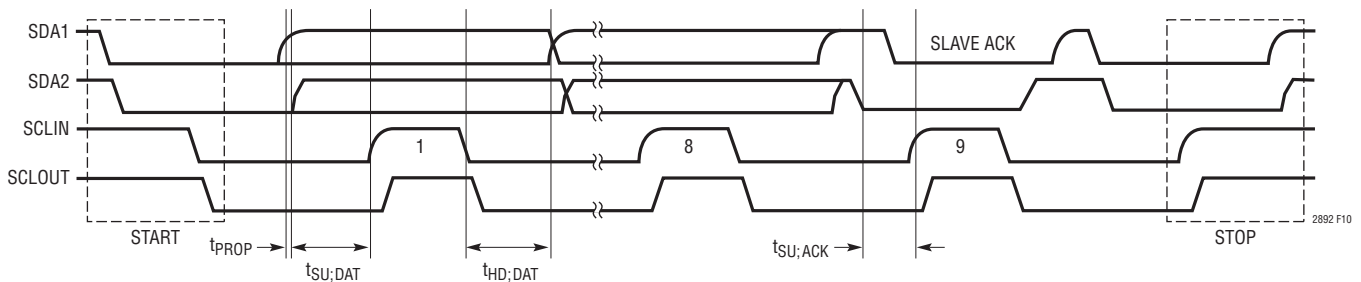 SDA1
SLAVE ACK
SDA2
SCLIN
1
8
9
SCLOUT
2892 F10
START
STOP
tPROP
tSU;DAT
tHD;DAT
tSU;ACK